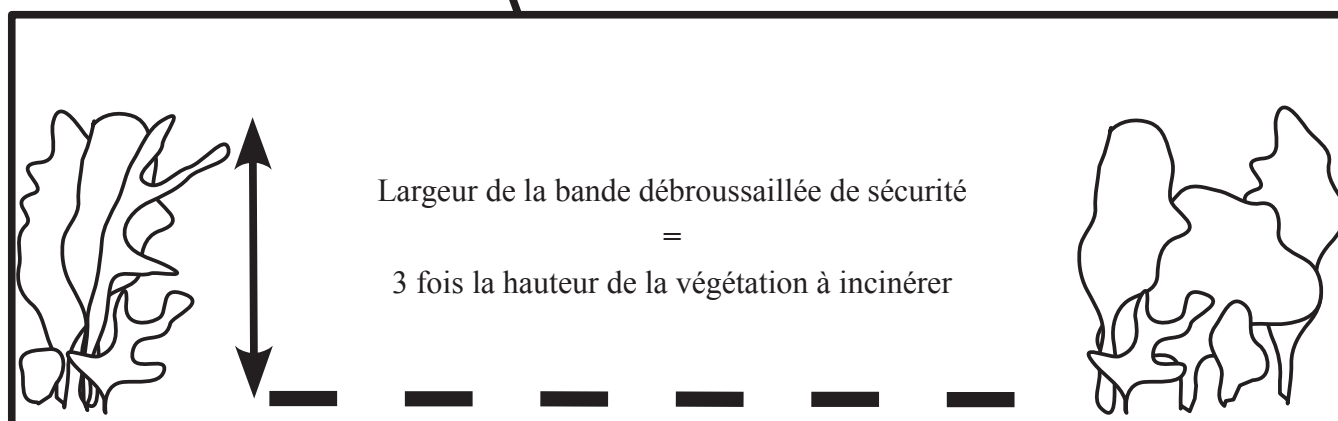 Largeur de la bande débroussaillée de sécurité
=
3 fois la hauteur de la végétation à incinérer